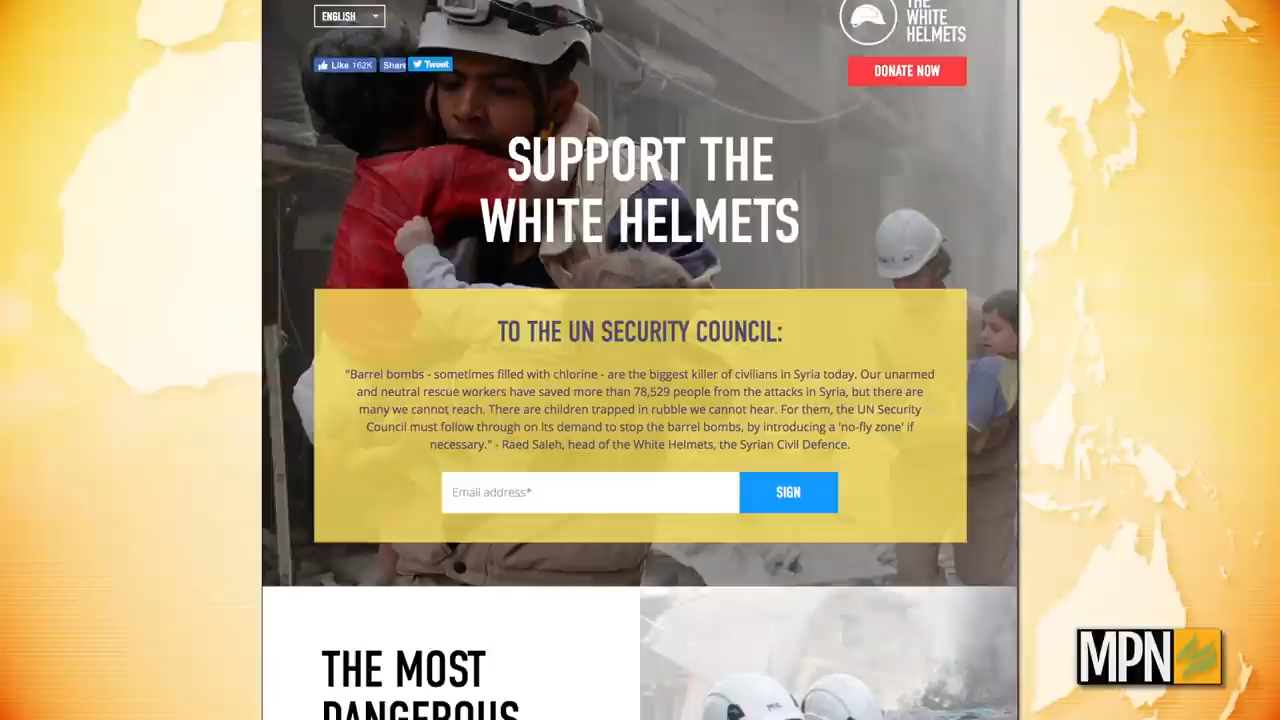 ENGLISH
THE
WHITE
HELMETS
Like 162K Share Tweet
DONATE NOW
SUPPORT THE
WHITE HELMETS
TO THE UN SECURITY COUNCIL:
"Barrel bombs - sometimes filled with chlorine - are the biggest killer of civilians in Syria today. Our unarmed
and neutral rescue workers have saved more than 78,529 people from the attacks in Syria, but there are
many we cannot reach. There are children trapped in rubble we cannot hear. For them, the UN Security
Council must follow through on its demand to stop the barrel bombs, by introducing a 'no-fly zone' if
necessary." - Raed Saleh, head of the White Helmets, the Syrian Civil Defence.
Email address*
SIGN
THE MOST
DANGEROUS
MPN